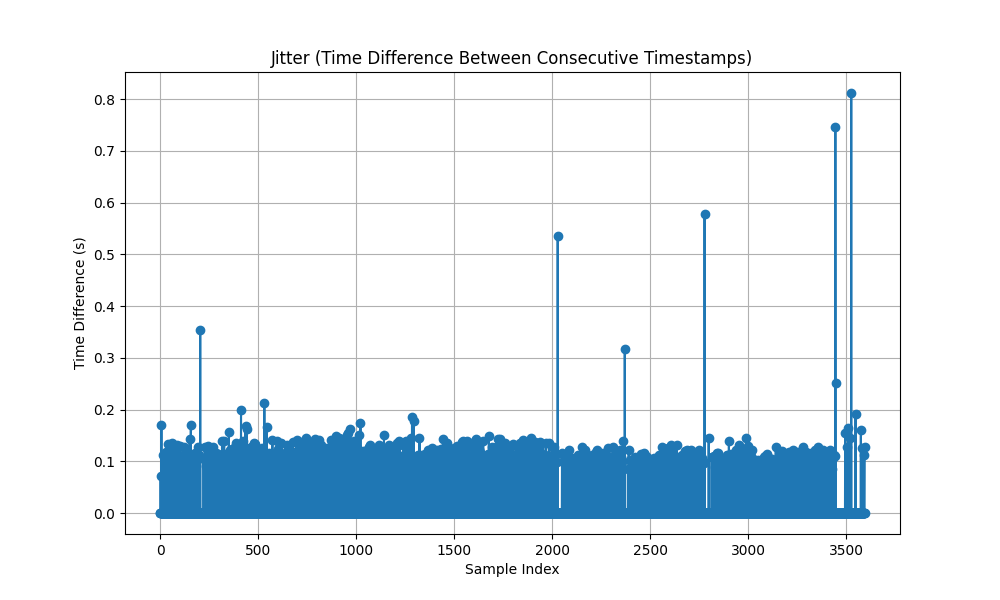 Jitter (Time Difference Between Consecutive Timestamps)
0.8
0.7
0.6
0.5
0.4
0.3
0.2
0.1
0.0
Time Difference (s)
0 500 1000 1500 2000 2500 3000 3500
Sample Index